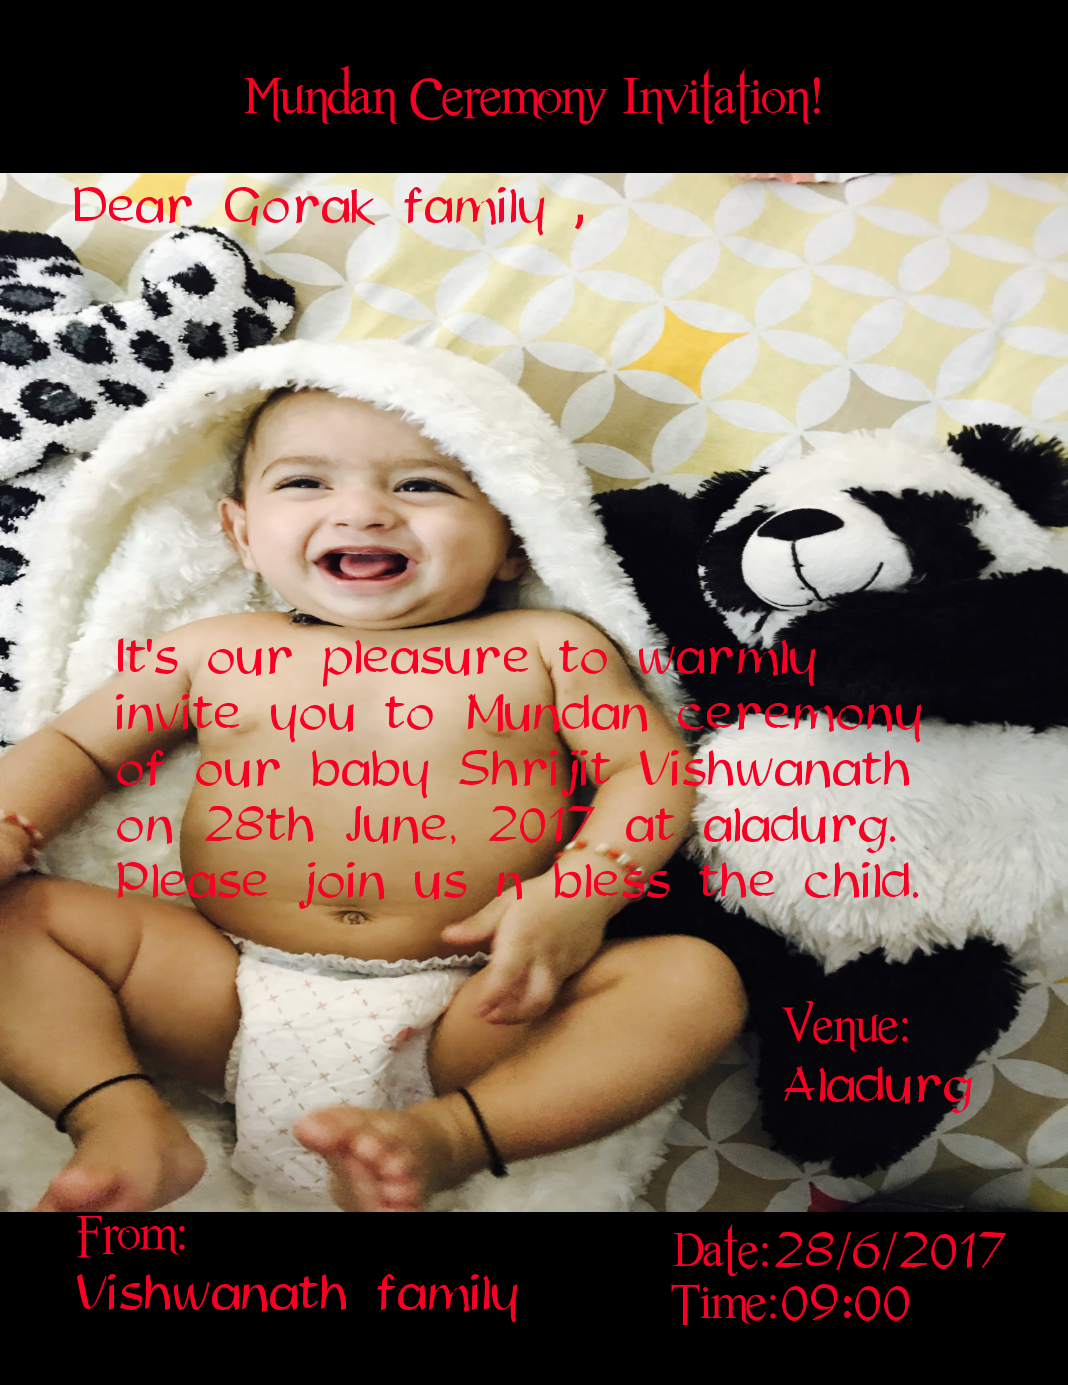 Mundan Ceremony Invitation!
Dear Gorak family ,
It's our pleasure to warmly
invite you to Mundan ceremony
of our baby Shrijit Vishwanath
on 28th June, 2017 at aladurg.
Please join us n bless the child.
Venue:
Aladurg
From:
Vishwanath family
Date:28/6/2017
Time:09:00